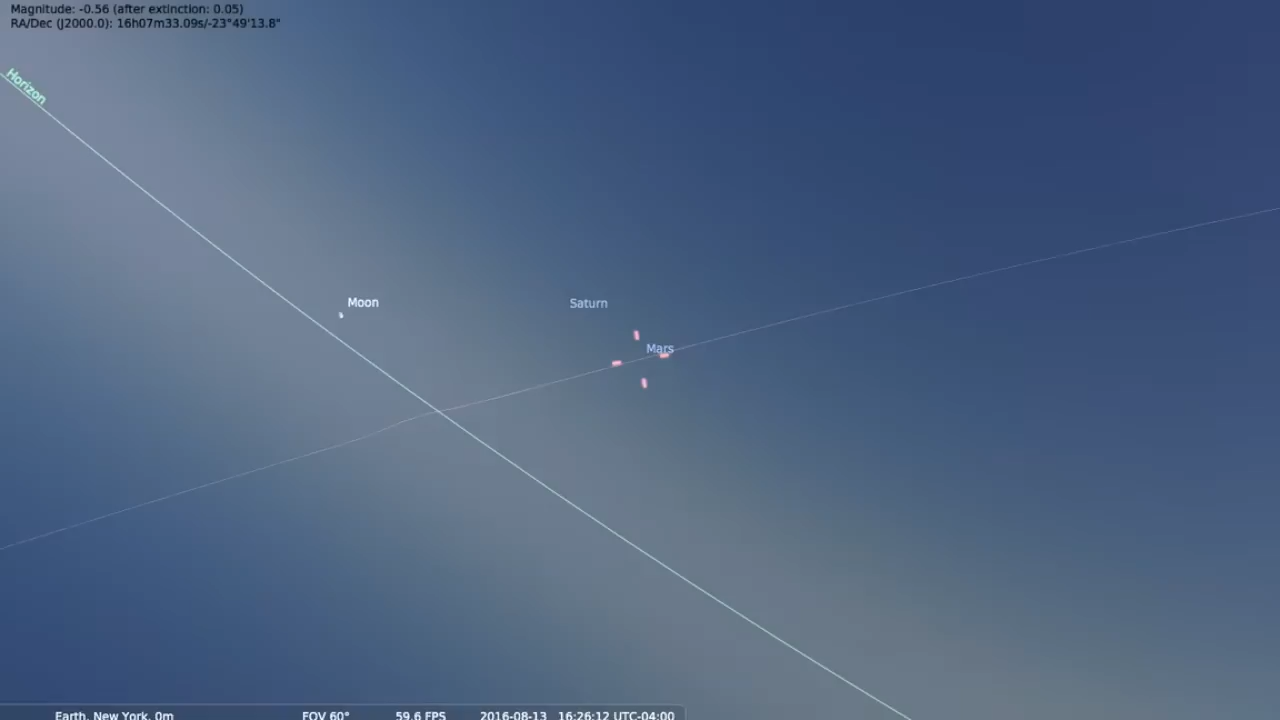 Magnitude: -0.56 (after extinction: 0.05)
RA/Dec (J2000.0): 16h07m33.09s/-23°49'13.8"
Horizon
Moon
Saturn
Mars
Earth, New York, 0m FOV 60° 59.6 FPS 2016-08-13 16:26:12 UTC-04:00